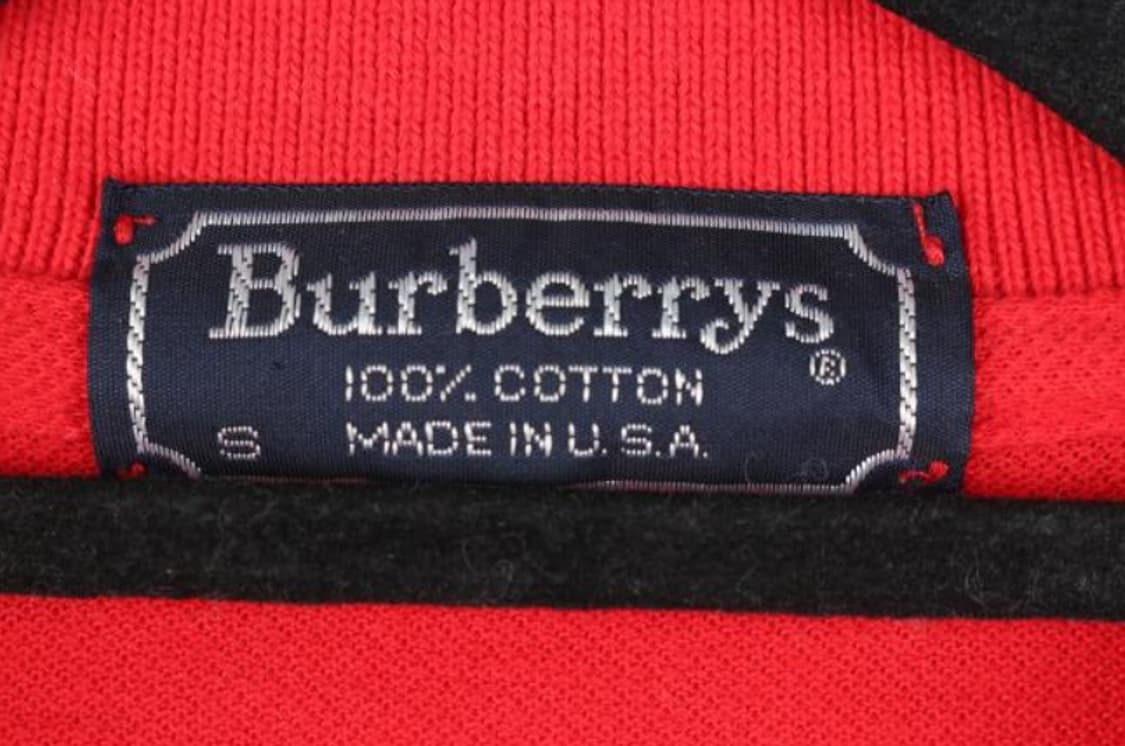 Burberrys
®
100% COTTON
S MADE IN U.S.A.